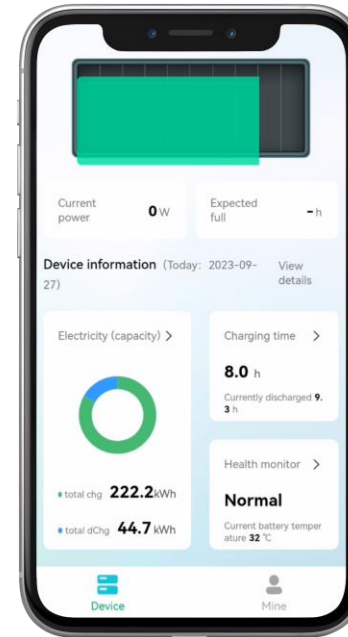 Current
power
0 W
Expected
full
- h
Device information (Today: 2023-09-
27)
View
details
Electricity (capacity) >
total chg 222.2kWh
total dChg 44.7 kWh
Charging time >
8.0 h
Currently discharged 9.
3 h
Health monitor >
Normal
Current battery temper
ature 32 ℃
Device
Mine